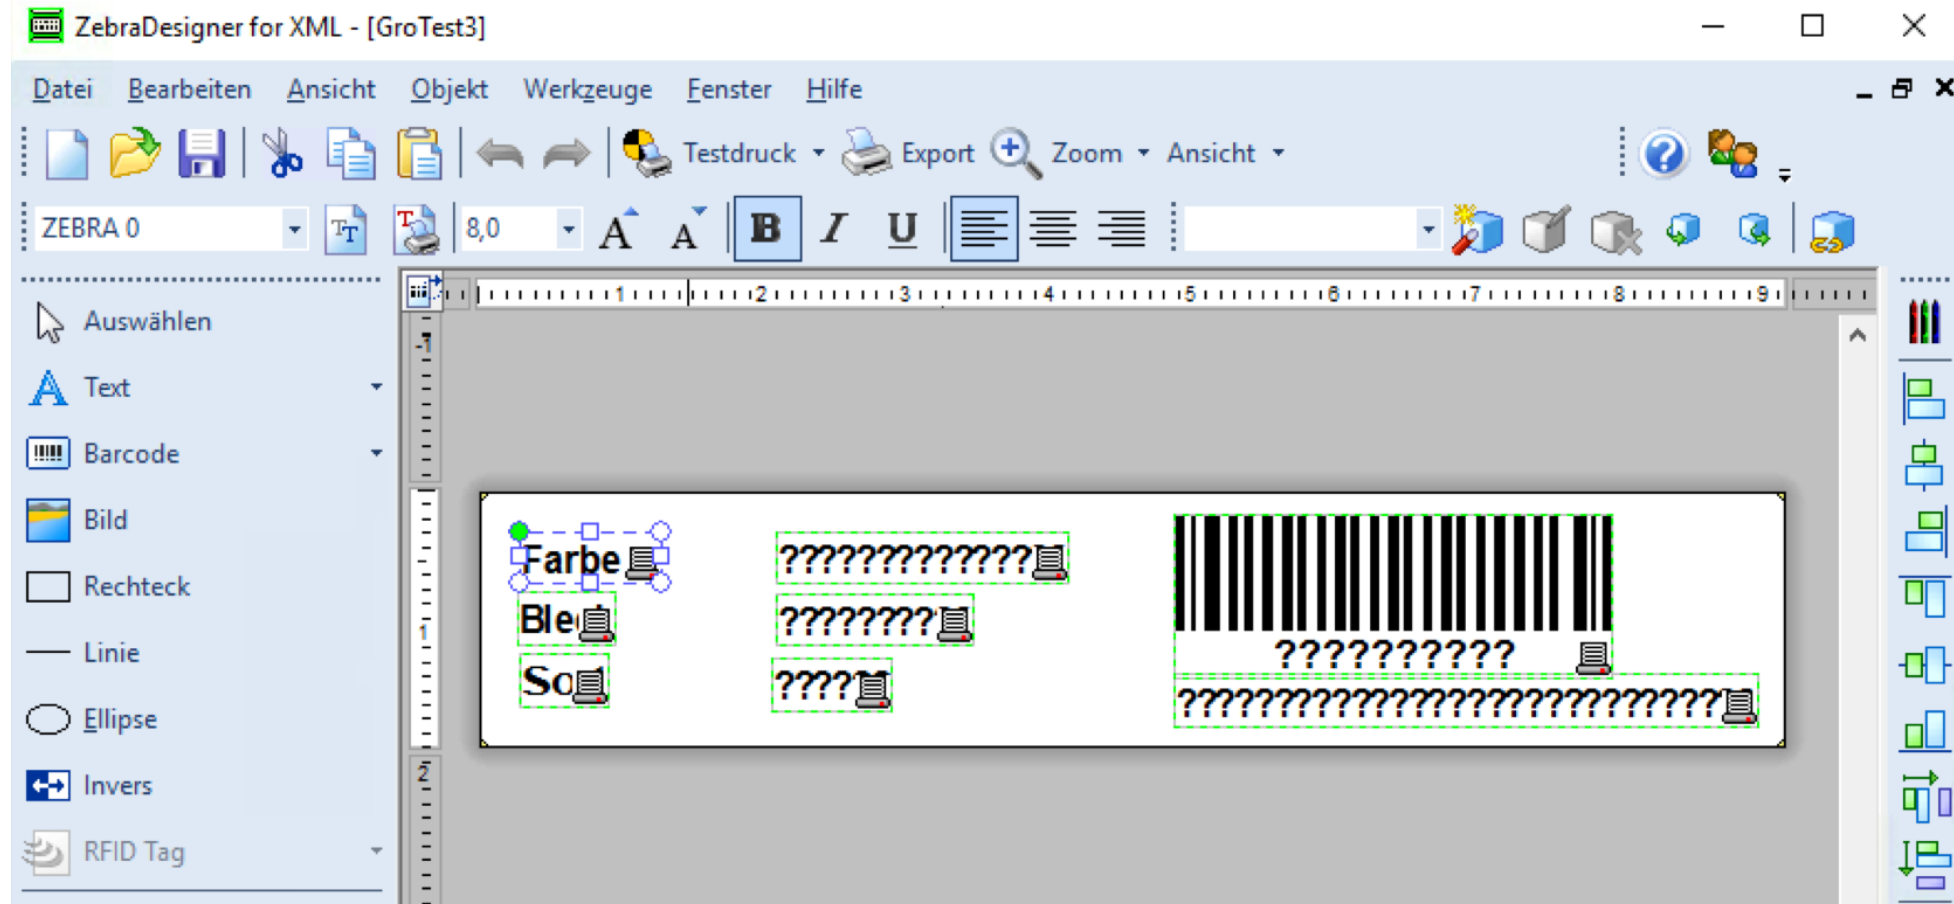 ZebraDesigner for XML - [GroTest3]
Datei Bearbeiten Ansicht Objekt Werkzeuge Fenster Hilfe
Testdruck Export Zoom Ansicht
ZEBRA 0 8,0 B I U
1 2 3 4 5 6 7 8 9
Auswählen
Text
Barcode
Bild
Rechteck
Linie
Ellipse
Invers
RFID Tag
-1
1
2
Farbe
?????????????
????????
So
????
??????????
????????????????????????????